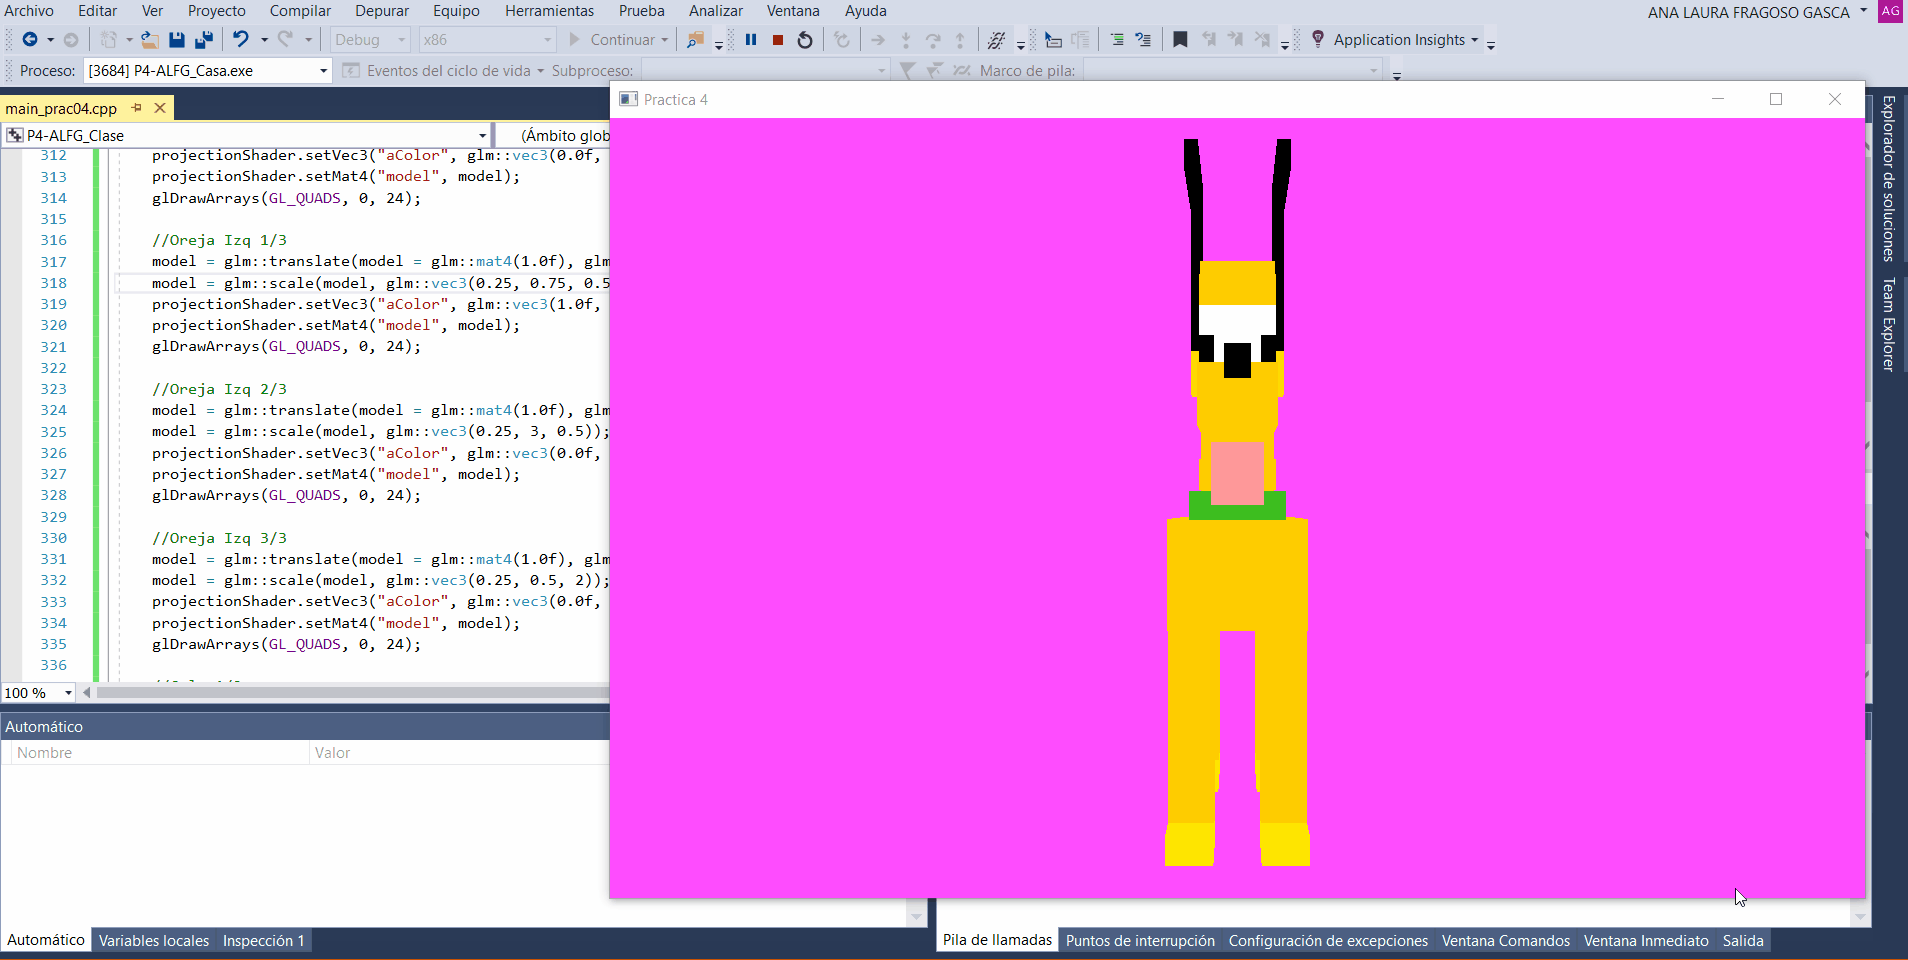 Archivo Editar Ver Proyecto Compilar Depurar Equipo Herramientas Prueba Analizar Ventana Ayuda ANA LAURA FRAGOSO GASCA AG
Debug x86 Continuar Application Insights
Proceso: [3684] P4-ALFG_Casa.exe Eventos del ciclo de vida Subproceso: Marco de pila:
main_prac04.cpp
Practica 4
P4-ALFG_Clase (Ámbito glob
312 projectionShader.setVec3("aColor", glm::vec3(0.0f,
313 projectionShader.setMat4("model", model);
314 glDrawArrays(GL_QUADS, 0, 24);
315
316 //Oreja Izq 1/3
317 model = glm::translate(model = glm::mat4(1.0f), glm
318 model = glm::scale(model, glm::vec3(0.25, 0.75, 0.5
319 projectionShader.setVec3("aColor", glm::vec3(1.0f,
320 projectionShader.setMat4("model", model);
321 glDrawArrays(GL_QUADS, 0, 24);
322
323 //Oreja Izq 2/3
324 model = glm::translate(model = glm::mat4(1.0f), glm
325 model = glm::scale(model, glm::vec3(0.25, 3, 0.5));
326 projectionShader.setVec3("aColor", glm::vec3(0.0f,
327 projectionShader.setMat4("model", model);
328 glDrawArrays(GL_QUADS, 0, 24);
329
330 //Oreja Izq 3/3
331 model = glm::translate(model = glm::mat4(1.0f), glm
332 model = glm::scale(model, glm::vec3(0.25, 0.5, 2));
333 projectionShader.setVec3("aColor", glm::vec3(0.0f,
334 projectionShader.setMat4("model", model);
335 glDrawArrays(GL_QUADS, 0, 24);
336
100 %
Explorador de soluciones
Team Explorer
Automático
Nombre Valor
Automático Variables locales Inspección 1
Pila de llamadas Puntos de interrupción Configuración de excepciones Ventana Comandos Ventana Inmediato Salida